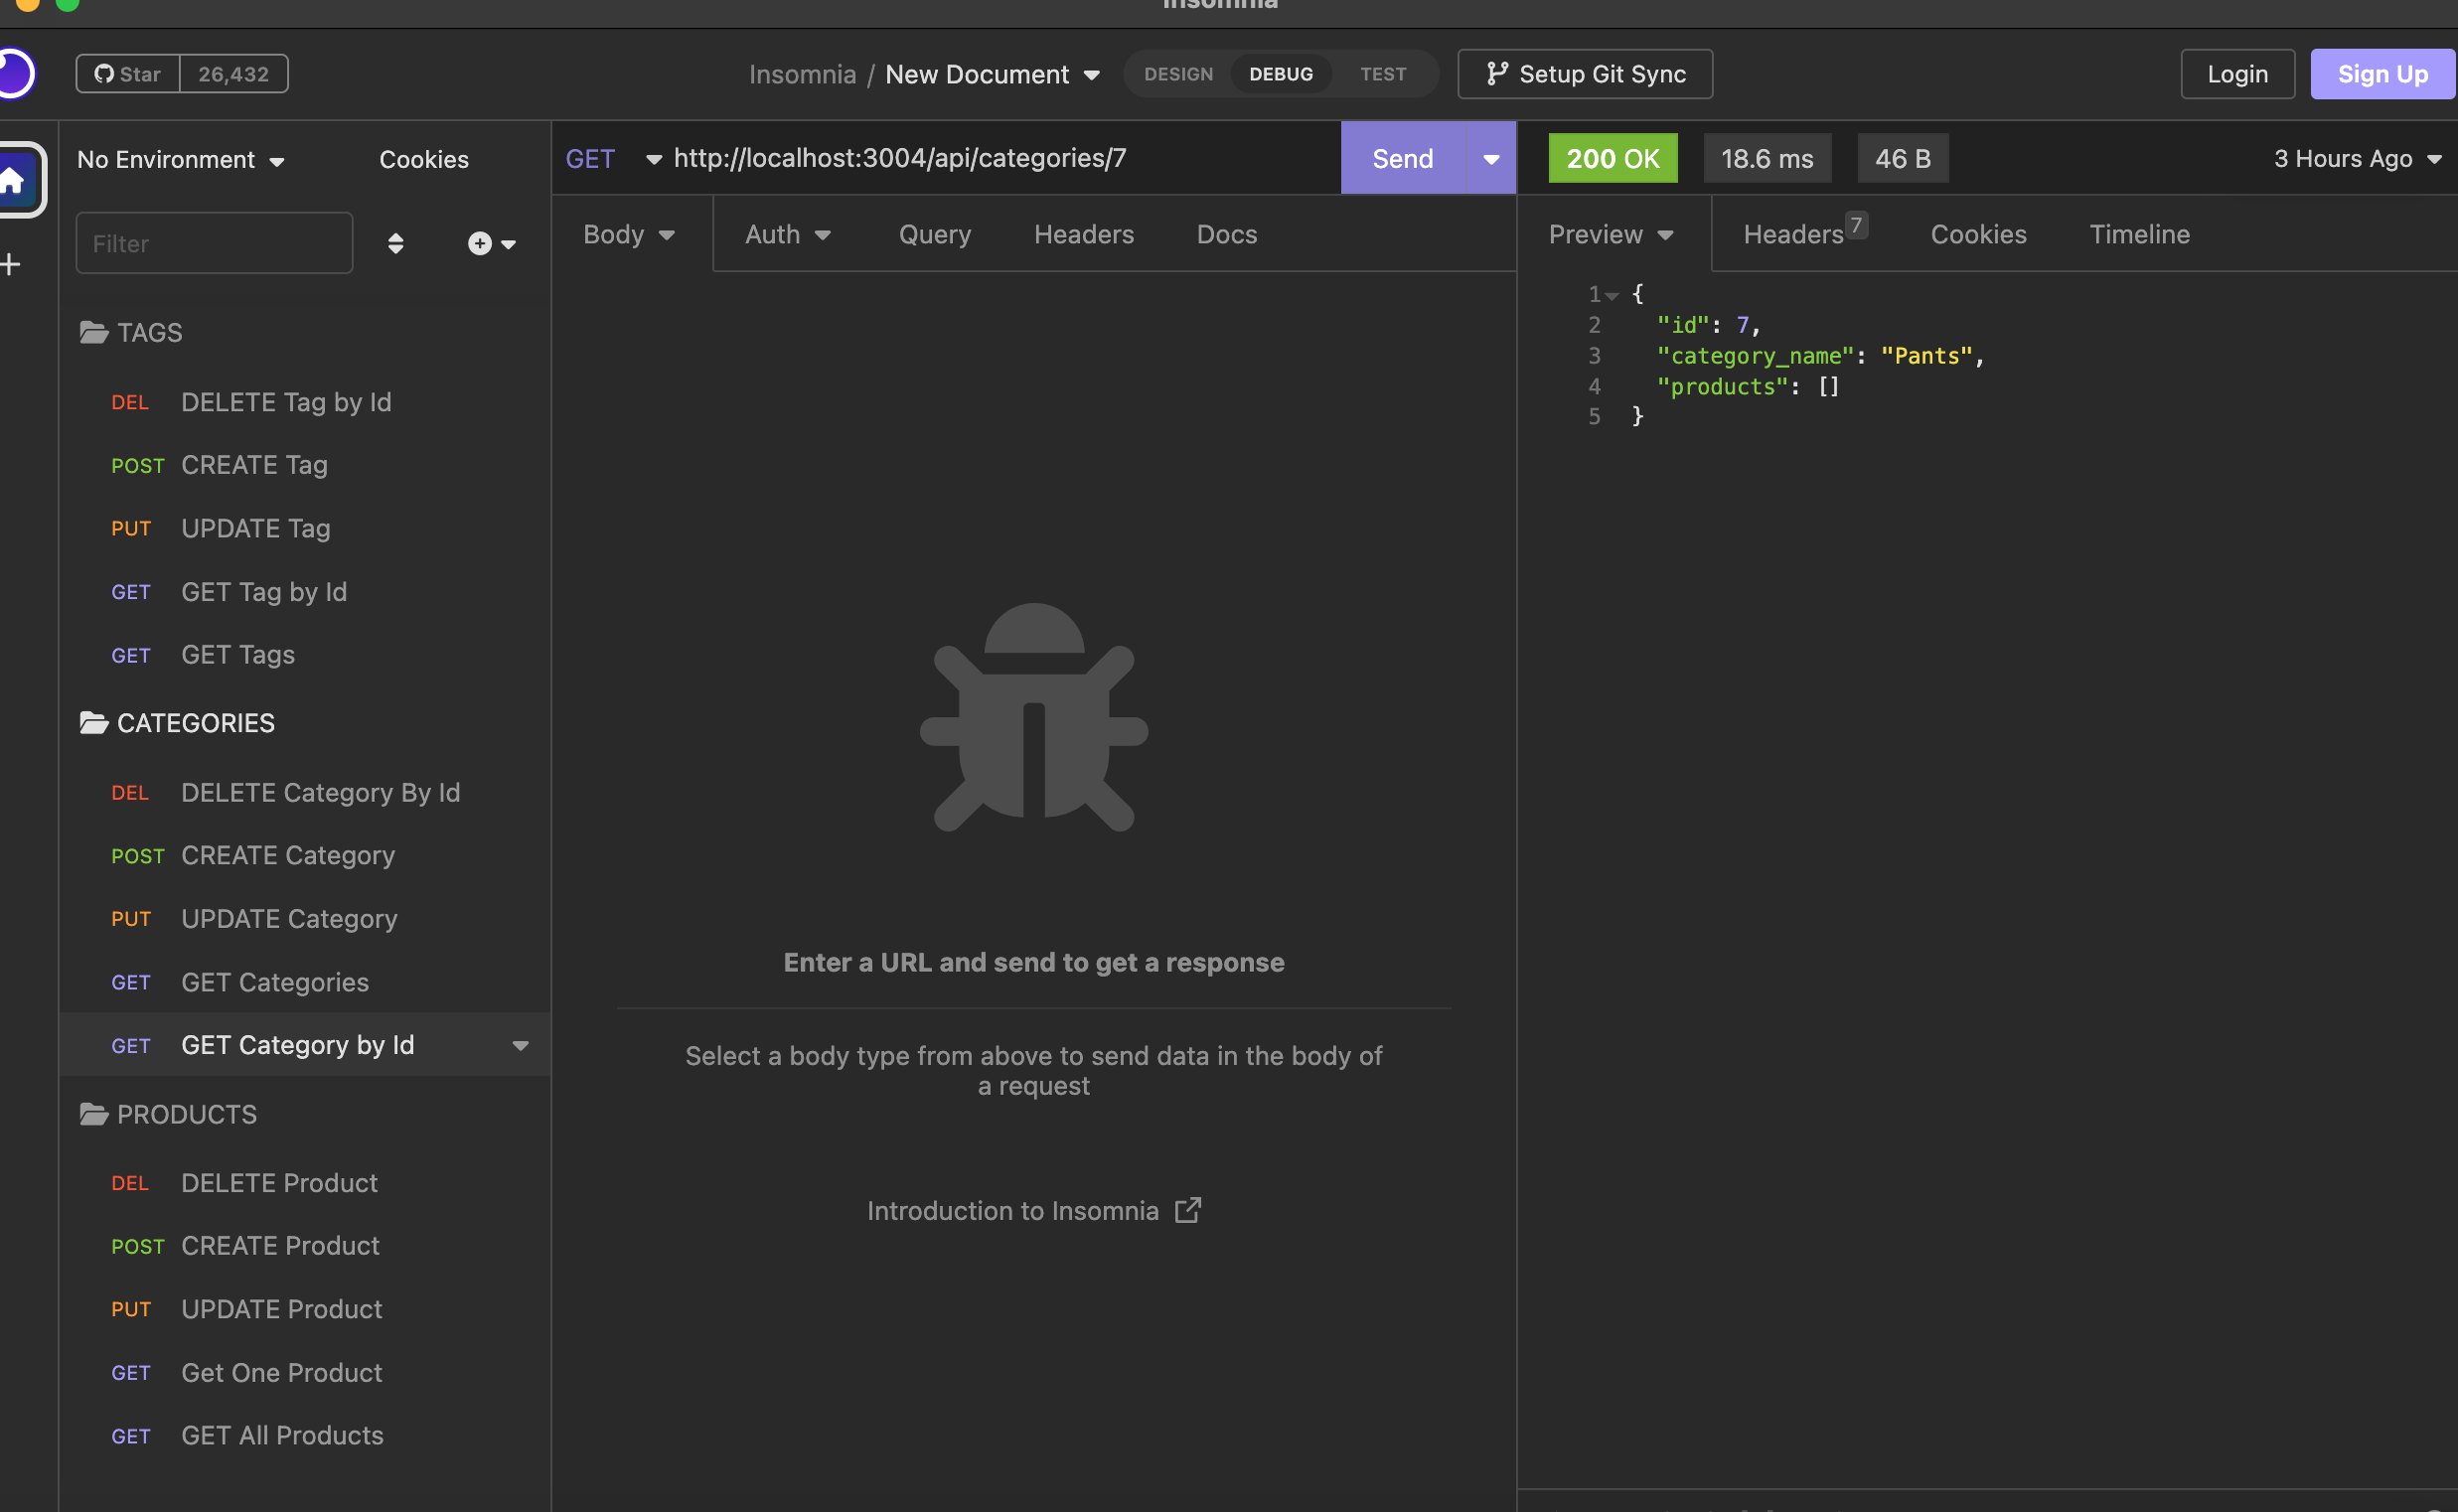 Insomnia
Star 26,432
Insomnia / New Document
DESIGN DEBUG TEST
Setup Git Sync
Login
Sign Up
No Environment
Cookies
Filter
TAGS
DEL DELETE Tag by Id
POST CREATE Tag
PUT UPDATE Tag
GET GET Tag by Id
GET GET Tags
CATEGORIES
DEL DELETE Category By Id
POST CREATE Category
PUT UPDATE Category
GET GET Categories
GET GET Category by Id
PRODUCTS
DEL DELETE Product
POST CREATE Product
PUT UPDATE Product
GET Get One Product
GET GET All Products
GET http://localhost:3004/api/categories/7
Send
Body Auth Query Headers Docs
Enter a URL and send to get a response
Select a body type from above to send data in the body of
a request
Introduction to Insomnia
200 OK 18.6 ms 46 B 3 Hours Ago
Preview Headers 7 Cookies Timeline
1 {
2 "id": 7,
3 "category_name": "Pants",
4 "products": []
5 }